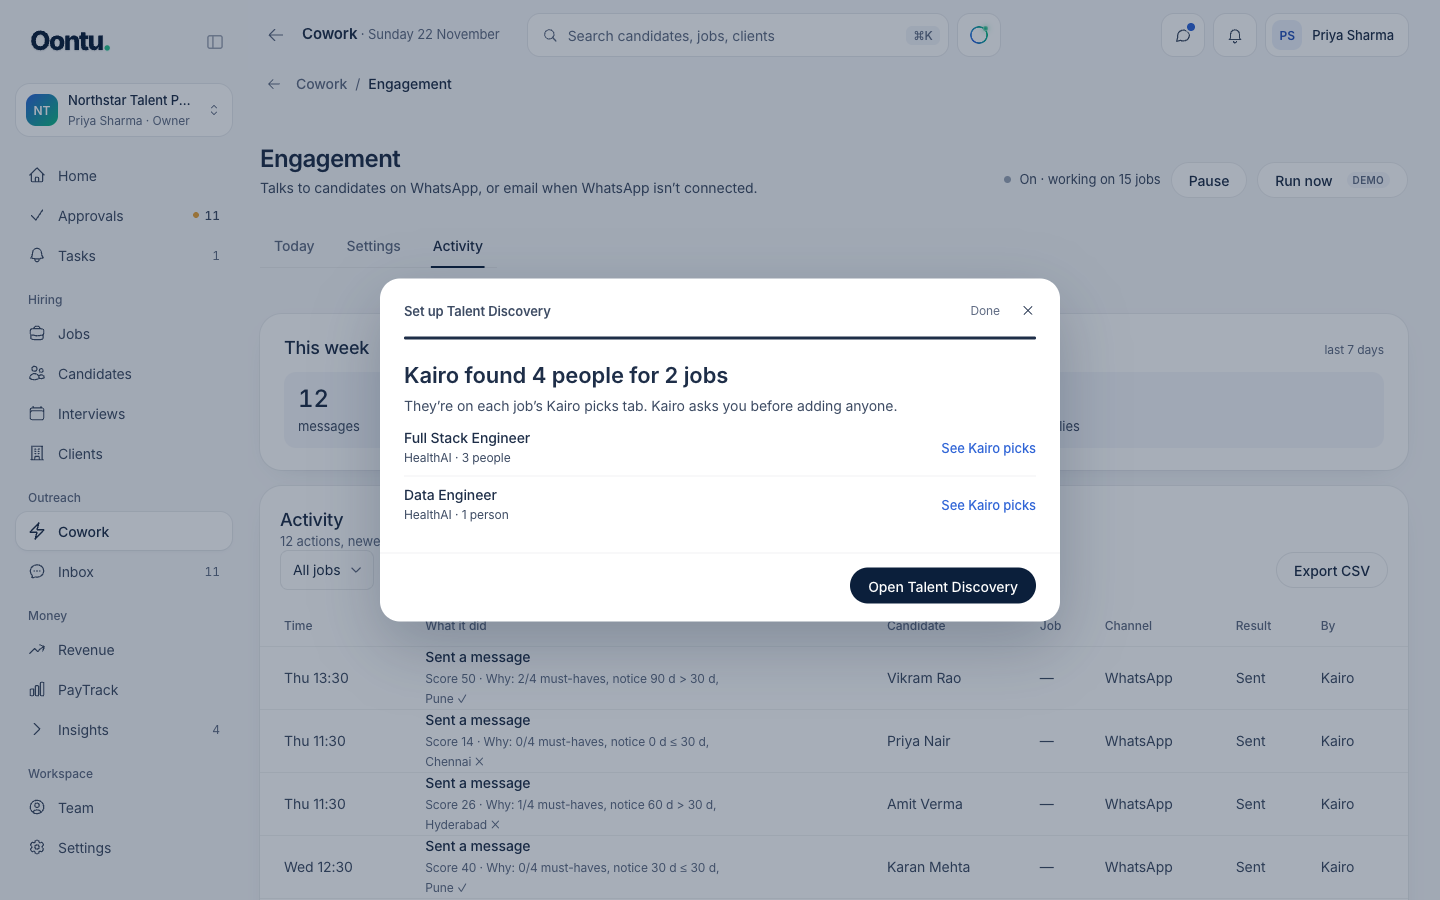 Oontu.
Cowork · Sunday 22 November
Search candidates, jobs, clients
⌘K
PS
Priya Sharma
NT
Northstar Talent P...
Priya Sharma · Owner
Home
Approvals
11
Tasks
1
Hiring
Jobs
Candidates
Interviews
Clients
Outreach
Cowork
Inbox
11
Money
Revenue
PayTrack
Insights
4
Workspace
Team
Settings
Cowork / Engagement
Engagement
Talks to candidates on WhatsApp, or email when WhatsApp isn't connected.
On · working on 15 jobs
Pause
Run now
DEMO
Today
Settings
Activity
This week
last 7 days
12
messages
Set up Talent Discovery
Done
Kairo found 4 people for 2 jobs
They're on each job's Kairo picks tab. Kairo asks you before adding anyone.
Full Stack Engineer
HealthAI · 3 people
See Kairo picks
Data Engineer
HealthAI · 1 person
See Kairo picks
Open Talent Discovery
Activity
12 actions,
All jobs
Export CSV
Time What it did Candidate Job Channel Result By
Sent a message
Thu 13:30 Score 50 · Why: 2/4 must-haves, notice 90 d > 30 d, Vikram Rao — WhatsApp Sent Kairo
Pune ✓
Sent a message
Thu 11:30 Score 14 · Why: 0/4 must-haves, notice 0 d ≤ 30 d, Priya Nair — WhatsApp Sent Kairo
Chennai ✕
Sent a message
Thu 11:30 Score 26 · Why: 1/4 must-haves, notice 60 d > 30 d, Amit Verma — WhatsApp Sent Kairo
Hyderabad ✕
Sent a message
Wed 12:30 Score 40 · Why: 0/4 must-haves, notice 30 d ≤ 30 d, Karan Mehta — WhatsApp Sent Kairo
Pune ✓